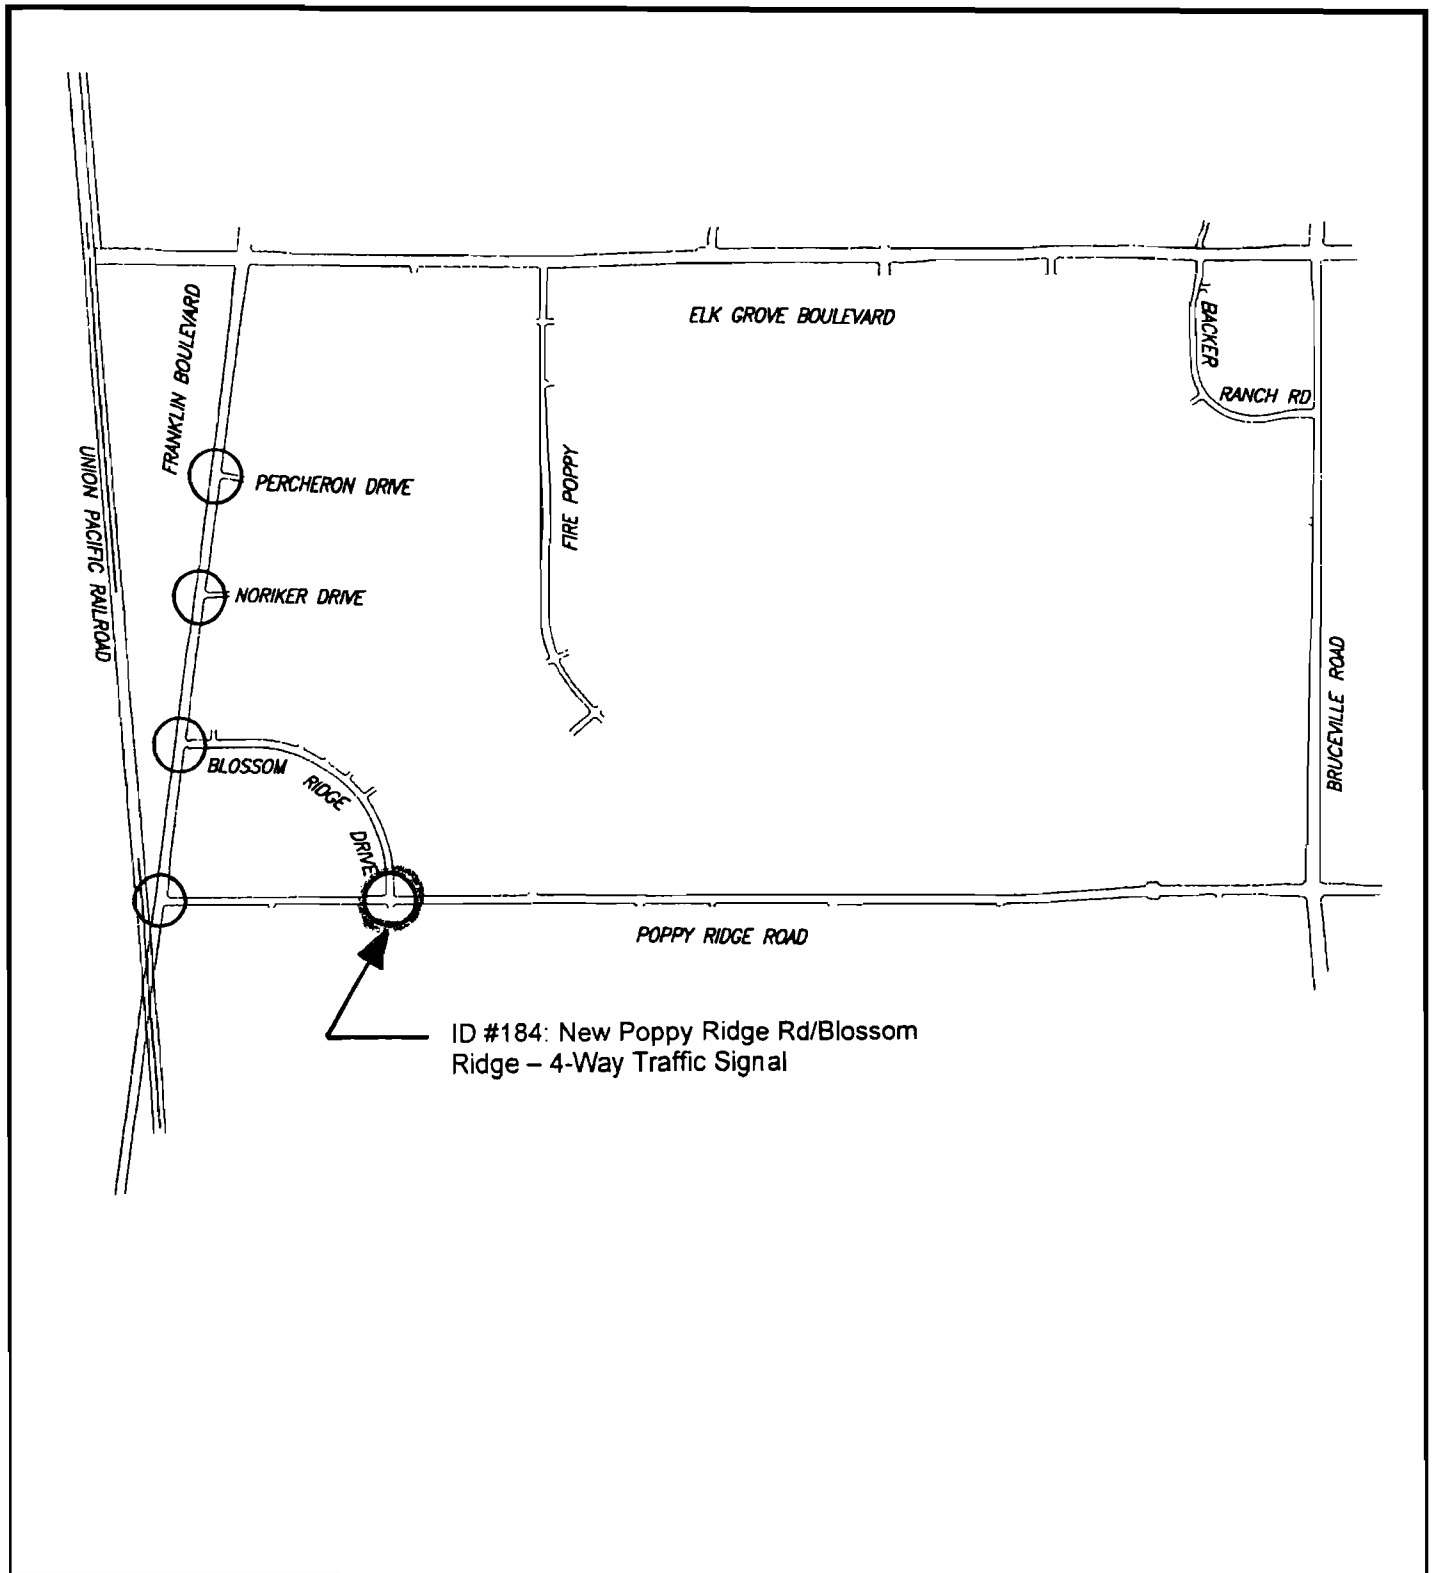 ELK GROVE BOULEVARD
FRANKLIN BOULEVARD
BACKER
RANCH RD
UNION PACIFIC RAILROAD
PERCHERON DRIVE
FIRE POPPY
NORIKER DRIVE
BRUCEVILLE ROAD
BLOSSOM
RIDGE
DRIVE
POPPY RIDGE ROAD
ID #184: New Poppy Ridge Rd/Blossom
Ridge – 4-Way Traffic Signal